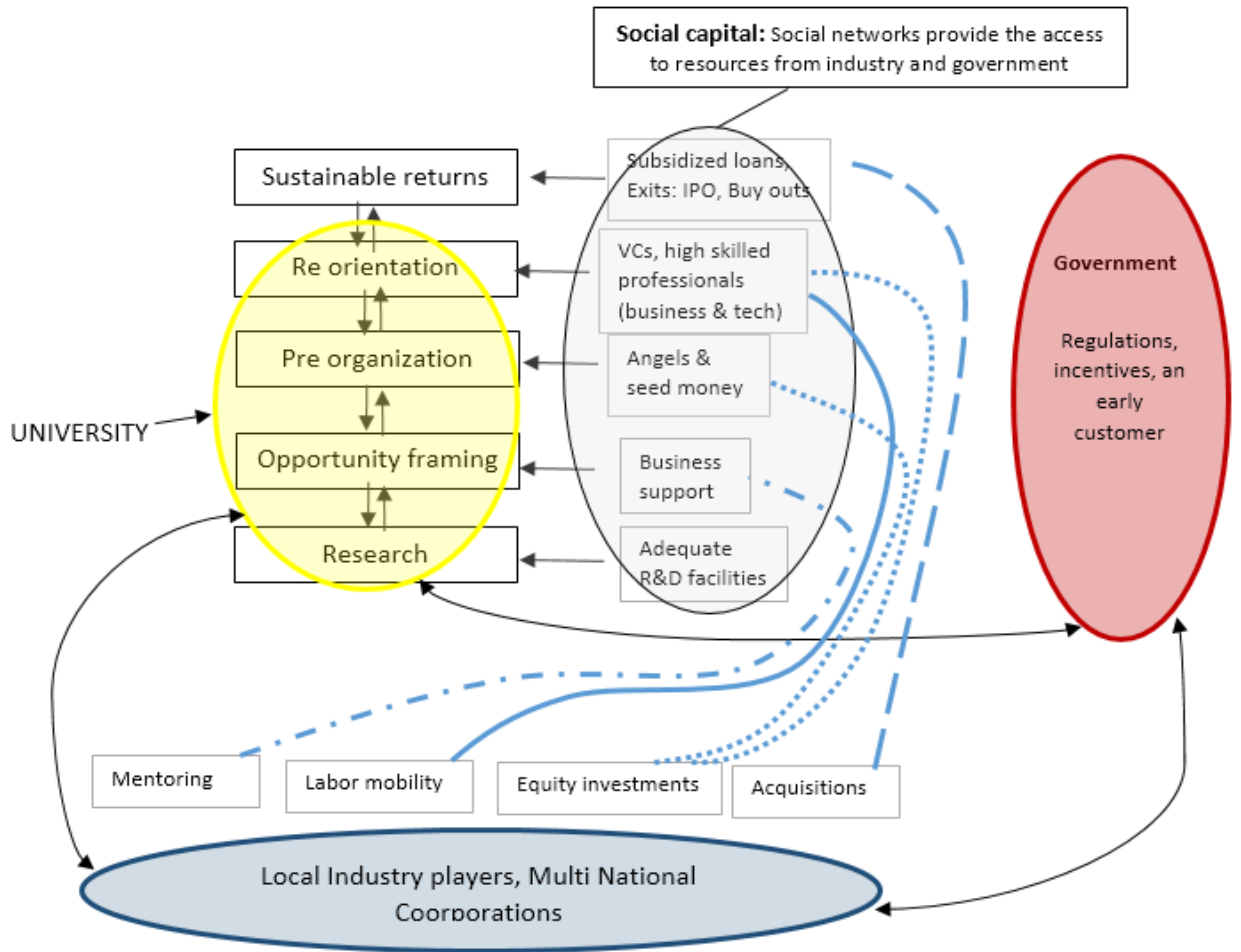 Social capital: Social networks provide the access
to resources from industry and government
Sustainable returns
Subsidized loans,
Exits: IPO, Buy outs
Re orientation
VCs, high skilled
professionals
(business & tech)
Government
Regulations,
incentives, an
early
customer
Pre organization
Angels &
seed money
UNIVERSITY
Opportunity framing
Business
support
Research
Adequate
R&D facilities
Mentoring
Labor mobility
Equity investments
Acquisitions
Local Industry players, Multi National
Coorporations